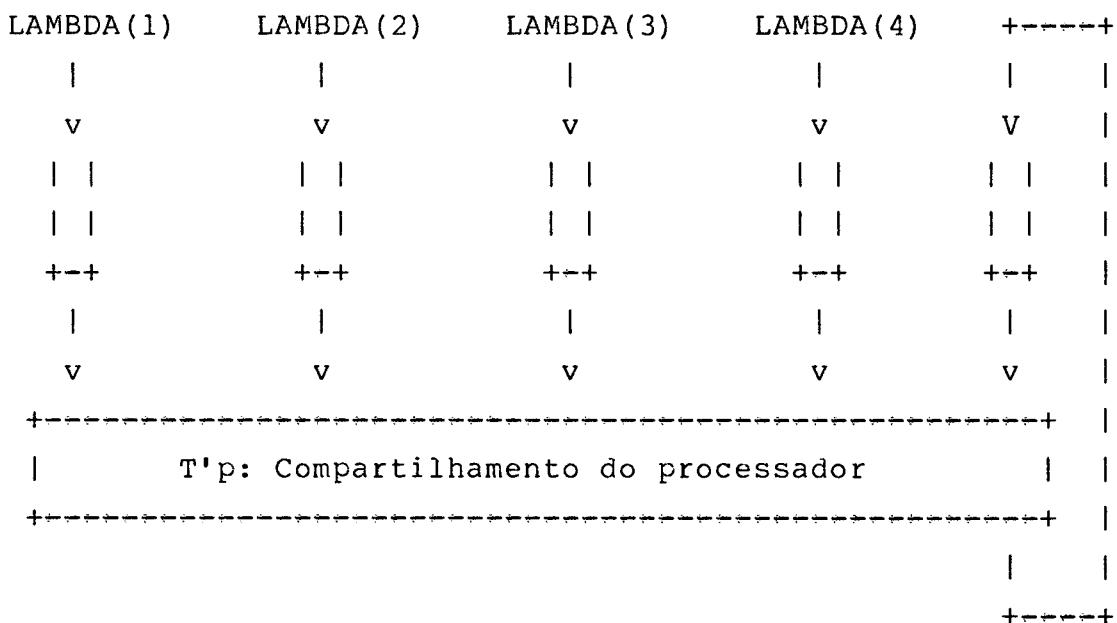 LAMBDA(1) LAMBDA(2) LAMBDA(3) LAMBDA(4) +----+
| | | | | |
v v v v V |
| | | | | | | | | | |
| | | | | | | | | | |
+-+ +-+ +-+ +-+ +-+ |
| | | | | |
v v v v v |
+----------------------------------------------------+ |
| T'p: Compartilhamento do processador | |
+----------------------------------------------------+ |
| |
+----+